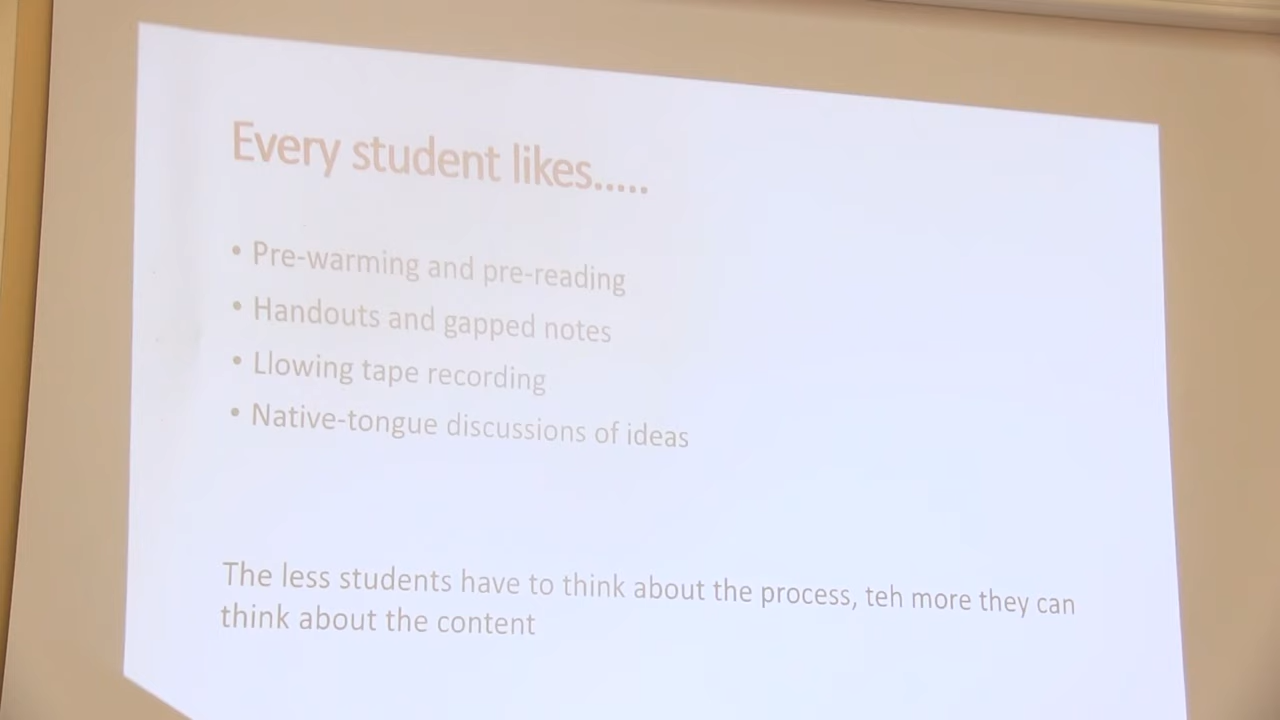 Every student likes.....
• Pre-warming and pre-reading
• Handouts and gapped notes
• Llowing tape recording
• Native-tongue discussions of ideas
The less students have to think about the process, teh more they can
think about the content